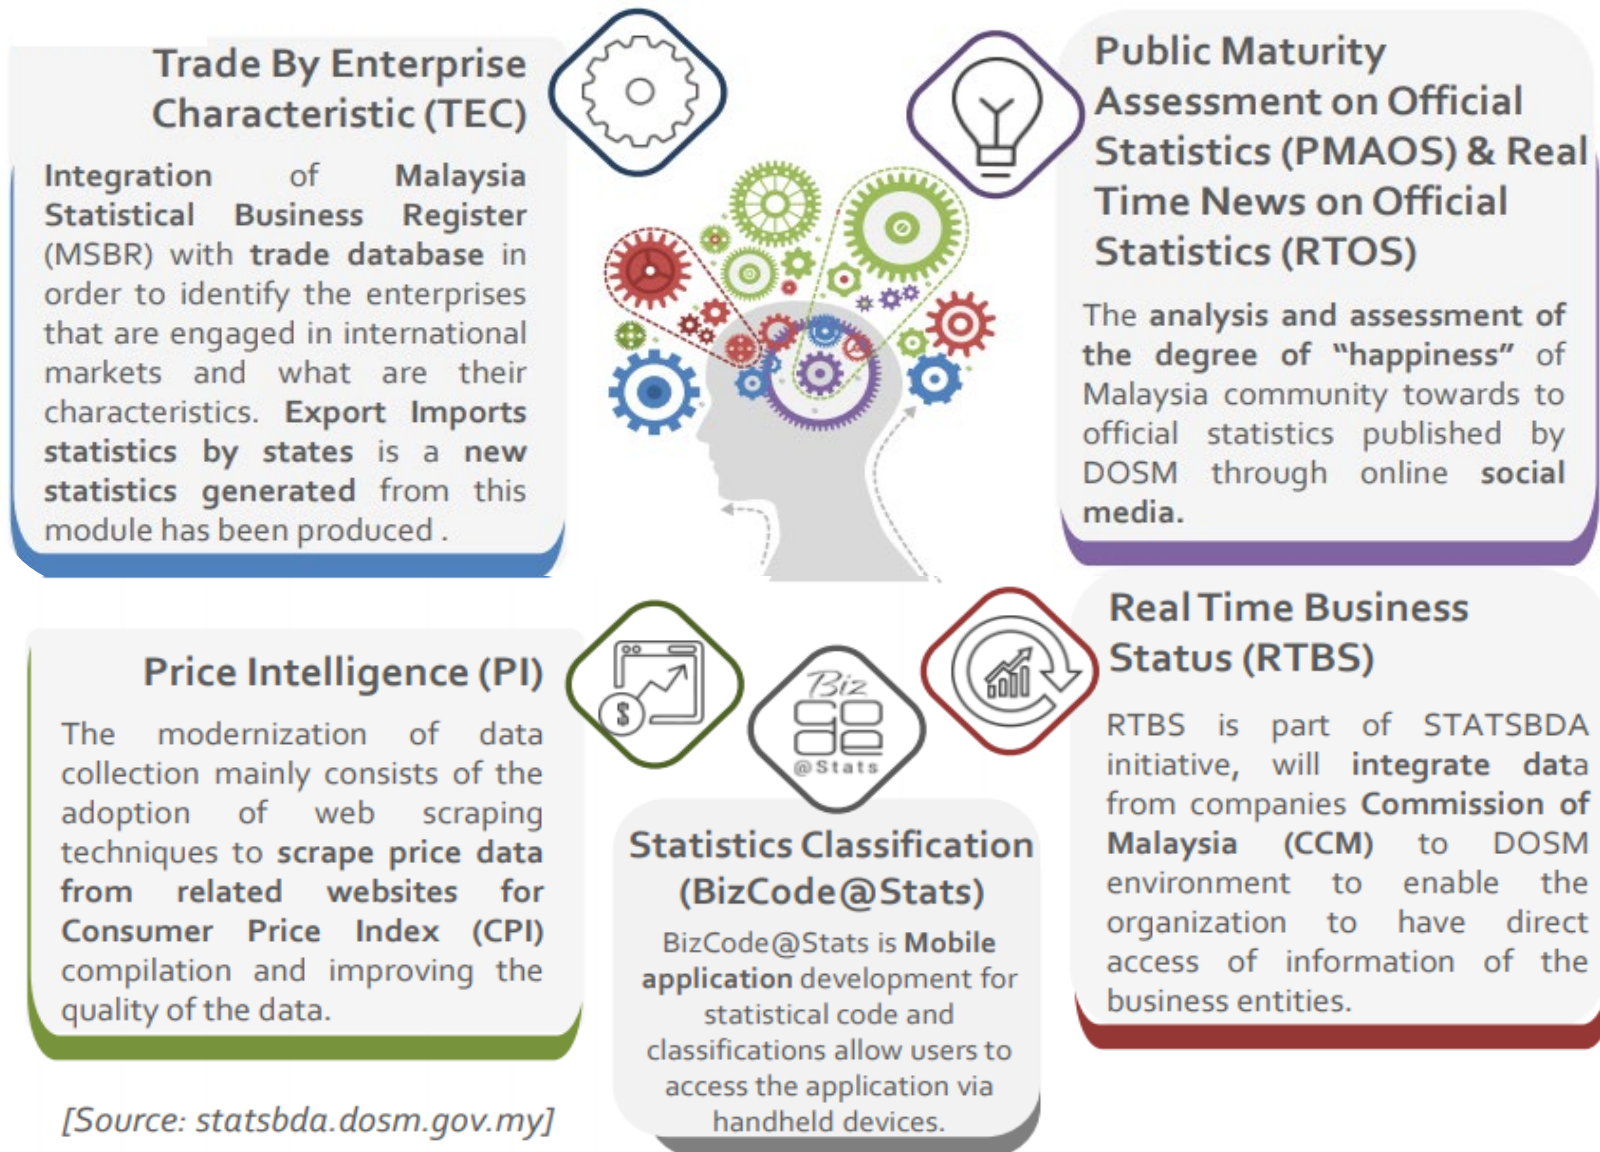 Trade By Enterprise
Characteristic (TEC)
Integration of Malaysia
Statistical Business Register
(MSBR) with trade database in
order to identify the enterprises
that are engaged in international
markets and what are their
characteristics. Export Imports
statistics by states is a new
statistics generated from this
module has been produced .
Public Maturity
Assessment on Official
Statistics (PMAOS) & Real
Time News on Official
Statistics (RTOS)
The analysis and assessment of
the degree of “happiness” of
Malaysia community towards to
official statistics published by
DOSM through online social
media.
Price Intelligence (PI)
The modernization of data
collection mainly consists of the
adoption of web scraping
techniques to scrape price data
from related websites for
Consumer Price Index (CPI)
compilation and improving the
quality of the data.
$
Biz
CO
De
@Stats
Statistics Classification
(BizCode@Stats)
BizCode@Stats is Mobile
application development for
statistical code and
classifications allow users to
access the application via
handheld devices.
Real Time Business
Status (RTBS)
RTBS is part of STATSBDA
initiative, will integrate data
from companies Commission of
Malaysia (CCM) to DOSM
environment to enable the
organization to have direct
access of information of the
business entities.
[Source: statsbda.dosm.gov.my]